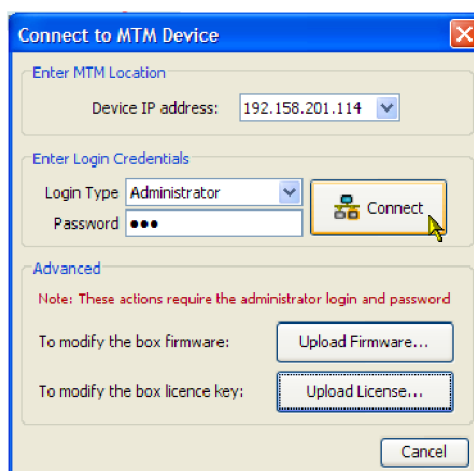 Connect to MTM Device
Enter MTM Location
Device IP address: 192.158.201.114
Enter Login Credentials
Login Type Administrator
Password ●●●
Connect
Advanced
Note: These actions require the administrator login and password
To modify the box firmware: Upload Firmware...
To modify the box licence key: Upload License...
Cancel